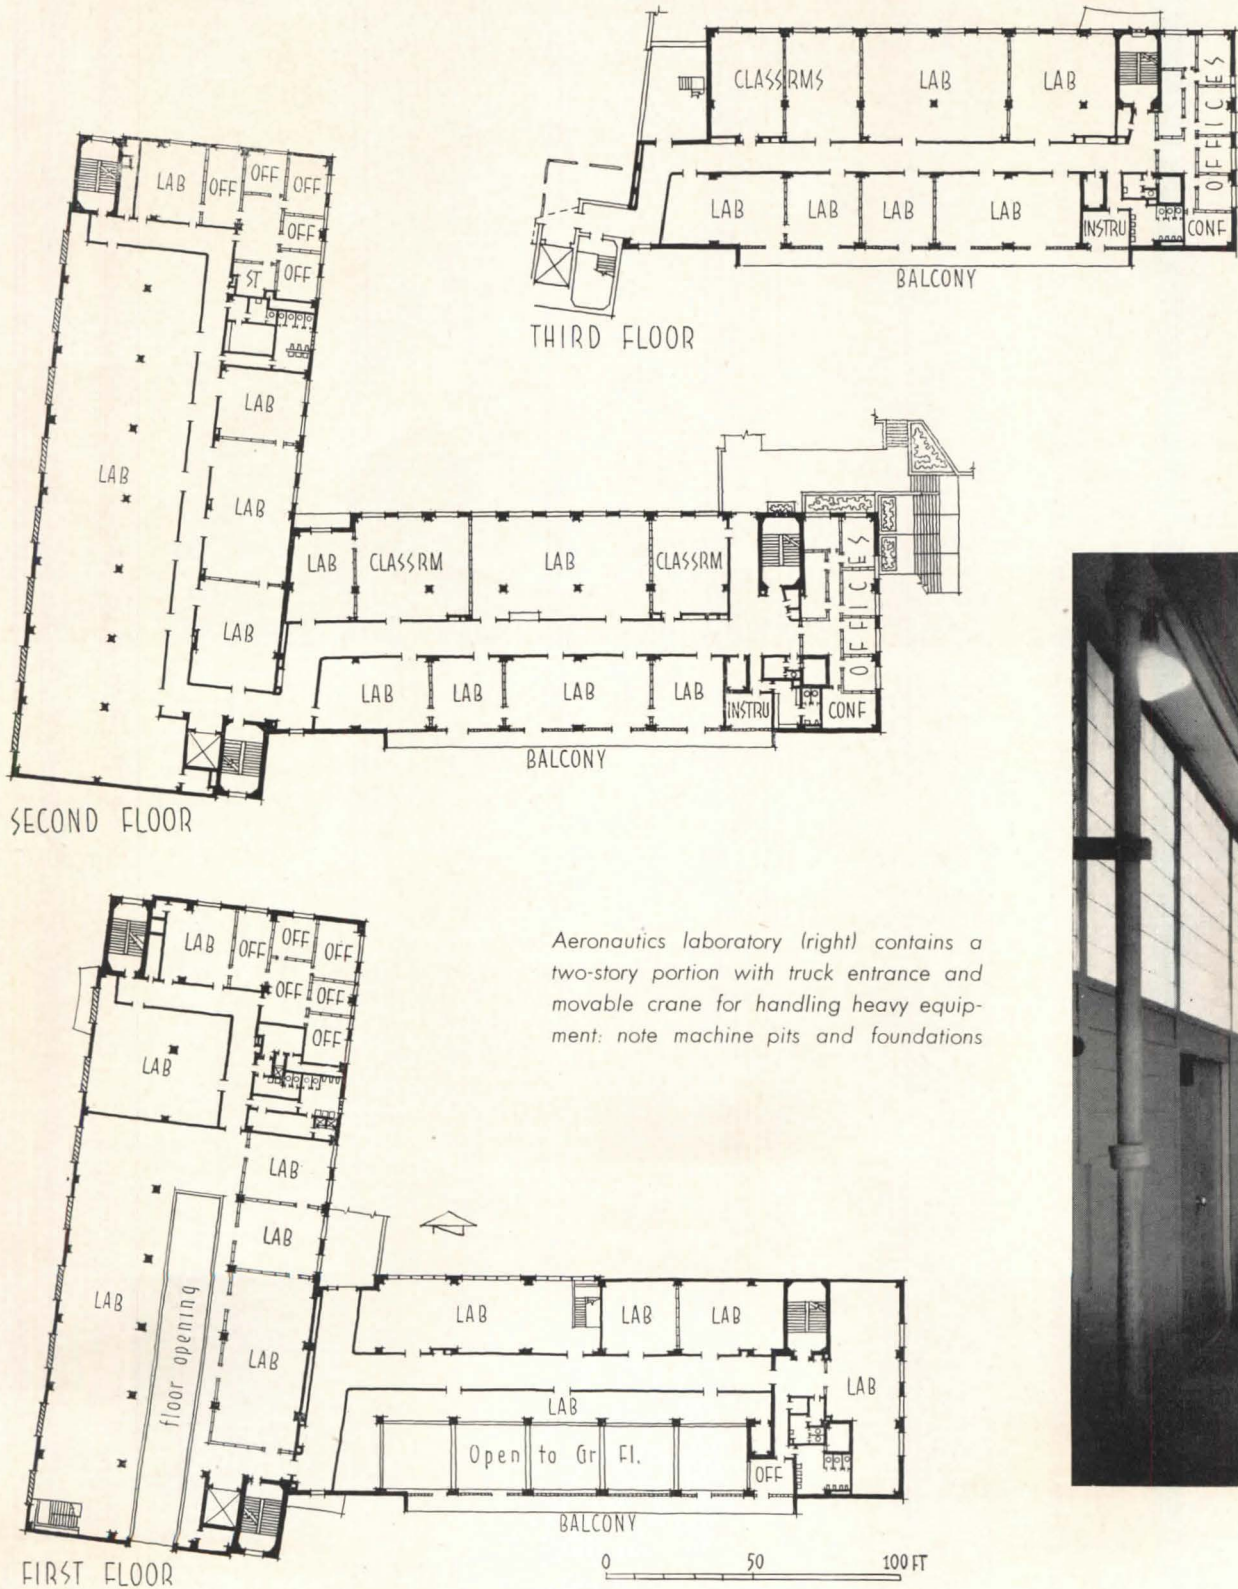 CLASSRMS
LAB
LAB
OFFICES
LAB
LAB
LAB
LAB
INSTRU
CONF
BALCONY
THIRD FLOOR
LAB
OFF
OFF
OFF
OFF
OFF
ST
LAB
LAB
LAB
LAB
LAB
CLASSRM
LAB
CLASSRM
OFFICES
LAB
LAB
LAB
LAB
INSTRU
CONF
BALCONY
SECOND FLOOR
Aeronautics laboratory (right) contains a
two-story portion with truck entrance and
movable crane for handling heavy equip-
ment: note machine pits and foundations
LAB
OFF
OFF
OFF
OFF
OFF
OFF
LAB
LAB
LAB
LAB
floor opening
LAB
LAB
LAB
LAB
LAB
LAB
Open to Gr Fl.
OFF
BALCONY
FIRST FLOOR
0 50 100 FT